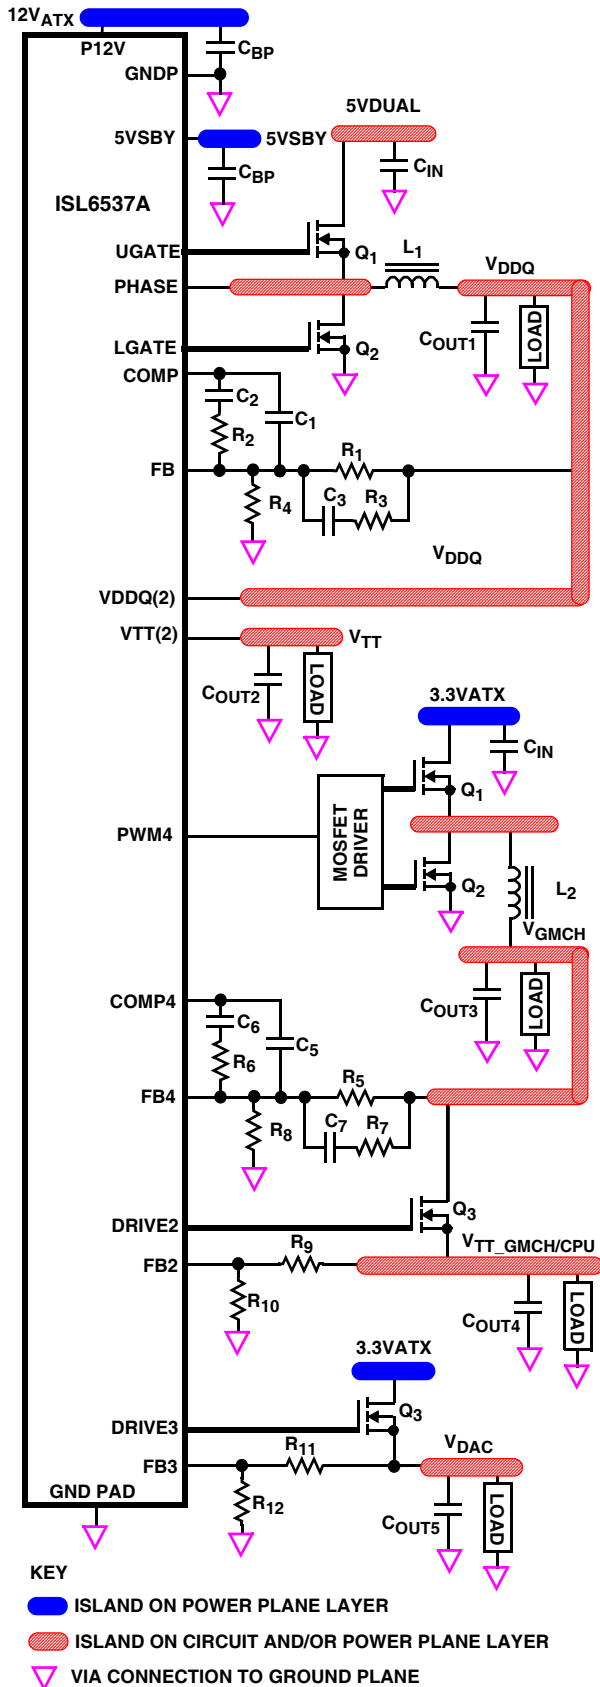 12VATX
P12V
CBP
GNDP
5VDUAL
5VSBY
5VSBY
CIN
CBP
ISL6537A
UGATE
Q1
L1
VDDQ
PHASE
LGATE
Q2
COUT1
LOAD
COMP
C2
C1
R2
R1
FB
R4
C3
R3
VDDQ
VDDQ(2)
VTT(2)
VTT
COUT2
LOAD
3.3VATX
CIN
Q1
PWM4
MOSFET
DRIVER
Q2
L2
VGMCH
COMP4
COUT3
LOAD
C6
C5
R6
R5
FB4
R8
C7
R7
DRIVE2
Q3
R9
VTT_GMCH/CPU
FB2
R10
COUT4
LOAD
3.3VATX
Q3
DRIVE3
R11
VDAC
FB3
GND PAD
R12
COUT5
LOAD
KEY
ISLAND ON POWER PLANE LAYER
ISLAND ON CIRCUIT AND/OR POWER PLANE LAYER
VIA CONNECTION TO GROUND PLANE